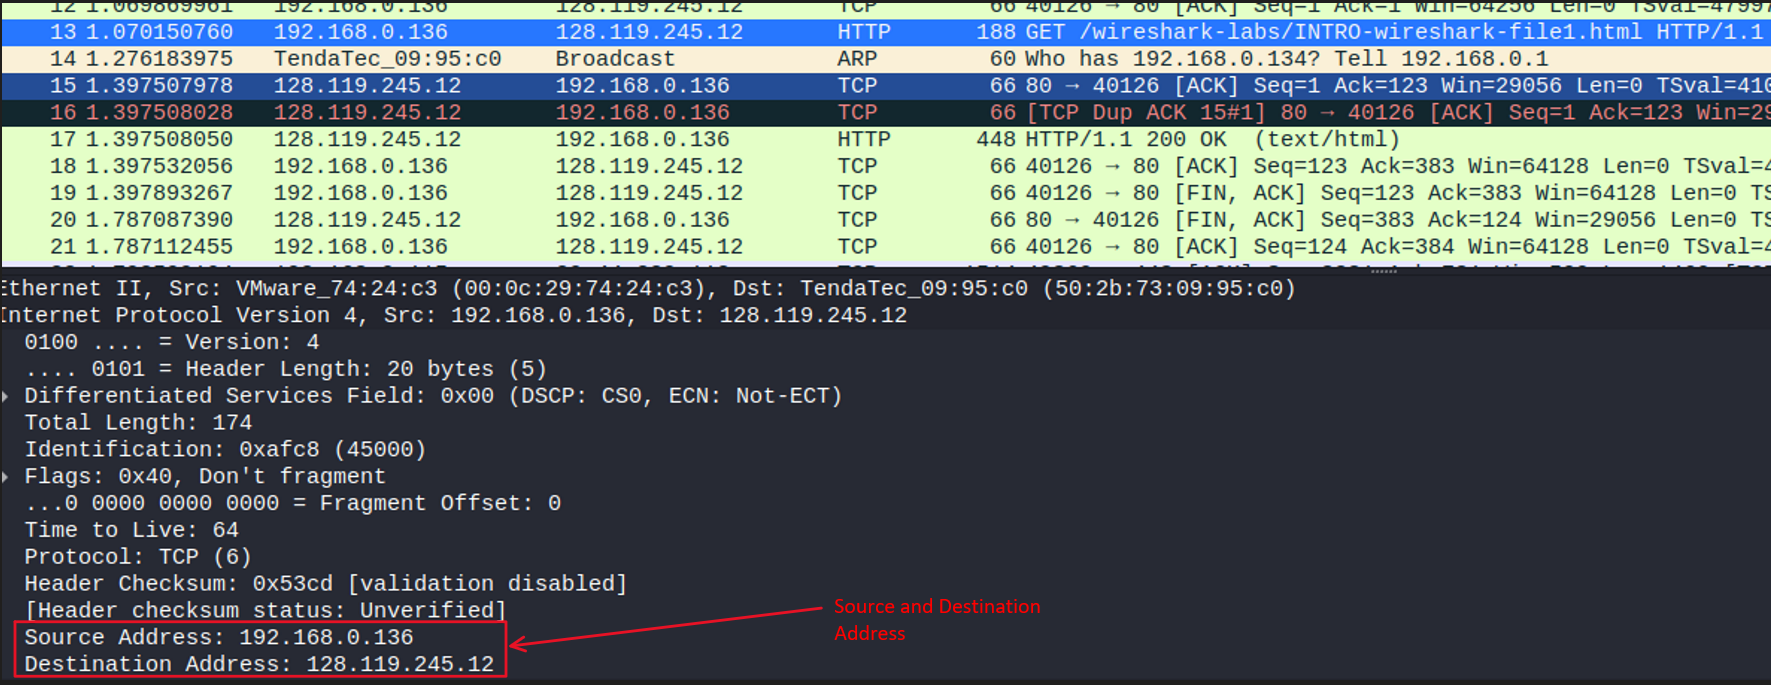 12 1.069869961 192.168.0.136 128.119.245.12 TCP 66 40126 → 80 [ACK] Seq=1 Ack=1 Win=64256 Len=0 TSval=47997
13 1.070150760 192.168.0.136 128.119.245.12 HTTP 188 GET /wireshark-labs/INTRO-wireshark-file1.html HTTP/1.1
14 1.276183975 TendaTec_09:95:c0 Broadcast ARP 60 Who has 192.168.0.134? Tell 192.168.0.1
15 1.397507978 128.119.245.12 192.168.0.136 TCP 66 80 → 40126 [ACK] Seq=1 Ack=123 Win=29056 Len=0 TSval=410
16 1.397508028 128.119.245.12 192.168.0.136 TCP 66 [TCP Dup ACK 15#1] 80 → 40126 [ACK] Seq=1 Ack=123 Win=29
17 1.397508050 128.119.245.12 192.168.0.136 HTTP 448 HTTP/1.1 200 OK (text/html)
18 1.397532056 192.168.0.136 128.119.245.12 TCP 66 40126 → 80 [ACK] Seq=123 Ack=383 Win=64128 Len=0 TSval=4
19 1.397893267 192.168.0.136 128.119.245.12 TCP 66 40126 → 80 [FIN, ACK] Seq=123 Ack=383 Win=64128 Len=0 TS
20 1.787087390 128.119.245.12 192.168.0.136 TCP 66 80 → 40126 [FIN, ACK] Seq=383 Ack=124 Win=29056 Len=0 TS
21 1.787112455 192.168.0.136 128.119.245.12 TCP 66 40126 → 80 [ACK] Seq=124 Ack=384 Win=64128 Len=0 TSval=4
Ethernet II, Src: VMware_74:24:c3 (00:0c:29:74:24:c3), Dst: TendaTec_09:95:c0 (50:2b:73:09:95:c0)
Internet Protocol Version 4, Src: 192.168.0.136, Dst: 128.119.245.12
0100 .... = Version: 4
.... 0101 = Header Length: 20 bytes (5)
Differentiated Services Field: 0x00 (DSCP: CS0, ECN: Not-ECT)
Total Length: 174
Identification: 0xafc8 (45000)
Flags: 0x40, Don't fragment
...0 0000 0000 0000 = Fragment Offset: 0
Time to Live: 64
Protocol: TCP (6)
Header Checksum: 0x53cd [validation disabled]
[Header checksum status: Unverified]
Source Address: 192.168.0.136
Destination Address: 128.119.245.12
Source and Destination
Address